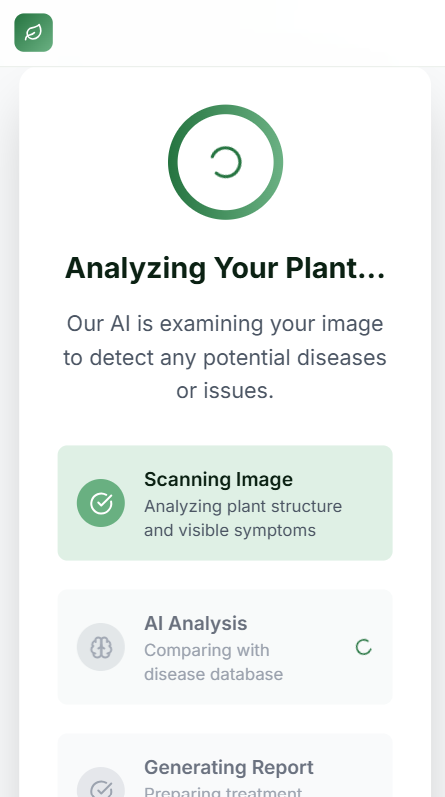 Analyzing Your Plant...
Our AI is examining your image
to detect any potential diseases
or issues.
Scanning Image
Analyzing plant structure
and visible symptoms
AI Analysis
Comparing with
disease database
Generating Report
Preparing treatment